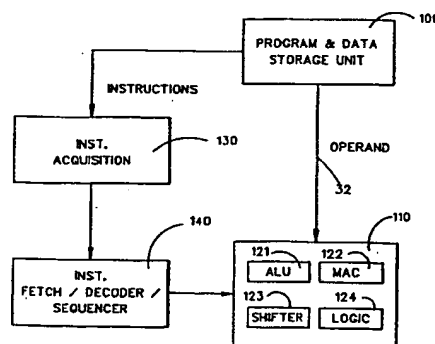 101
PROGRAM & DATA
STORAGE UNIT
INSTRUCTIONS
INST.
ACQUISITION
130
OPERAND
32
140
110
INST.
FETCH / DECODER /
SEQUENCER
121
122
ALU
MAC
123
124
SHIFTER
LOGIC